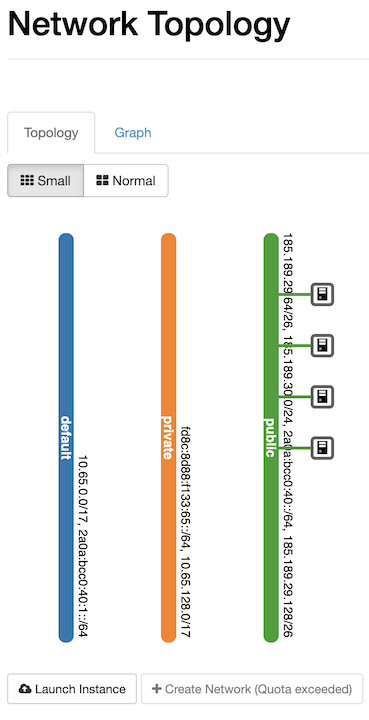 Network Topology
Topology
Graph
Small
Normal
default
10.65.0.0/17, 2a0a:bcc0:40:1::/64
private
fd8c:8d88:f133:65::/64, 10.65.128.0/17
public
185.189.29.64/26, 185.189.30.0/24, 2a0a:bcc0:40::/64, 185.189.29.128/26
Launch Instance
Create Network (Quota exceeded)